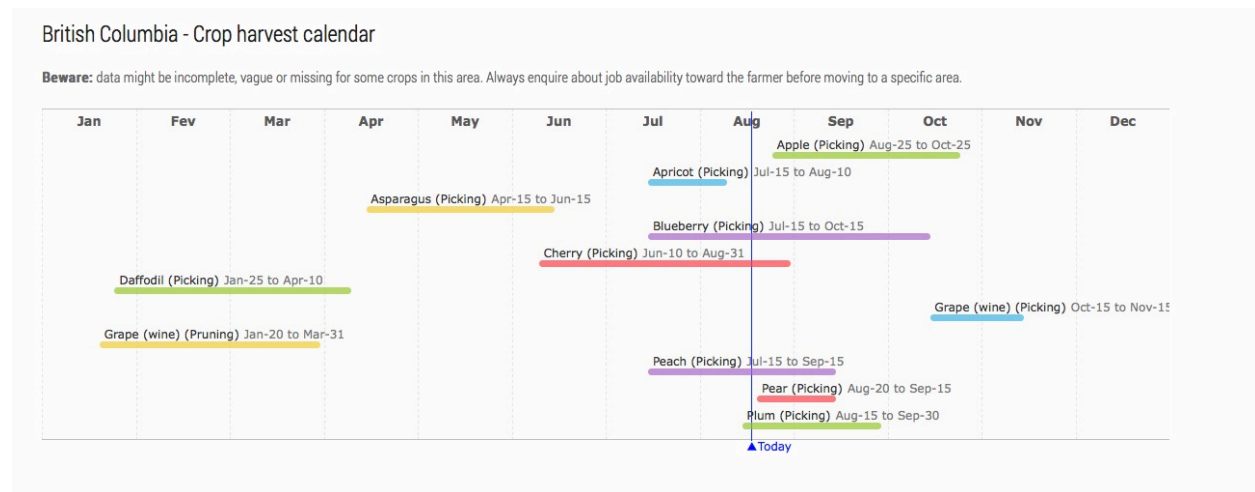 British Columbia - Crop harvest calendar
Beware: data might be incomplete, vague or missing for some crops in this area. Always enquire about job availability toward the farmer before moving to a specific area.
Jan Fev Mar Apr May Jun Jul Aug Sep Oct Nov Dec
Apple (Picking) Aug-25 to Oct-25
Apricot (Picking) Jul-15 to Aug-10
Asparagus (Picking) Apr-15 to Jun-15
Blueberry (Picking) Jul-15 to Oct-15
Cherry (Picking) Jun-10 to Aug-31
Daffodil (Picking) Jan-25 to Apr-10
Grape (wine) (Picking) Oct-15 to Nov-15
Grape (wine) (Pruning) Jan-20 to Mar-31
Peach (Picking) Jul-15 to Sep-15
Pear (Picking) Aug-20 to Sep-15
Plum (Picking) Aug-15 to Sep-30
▲Today